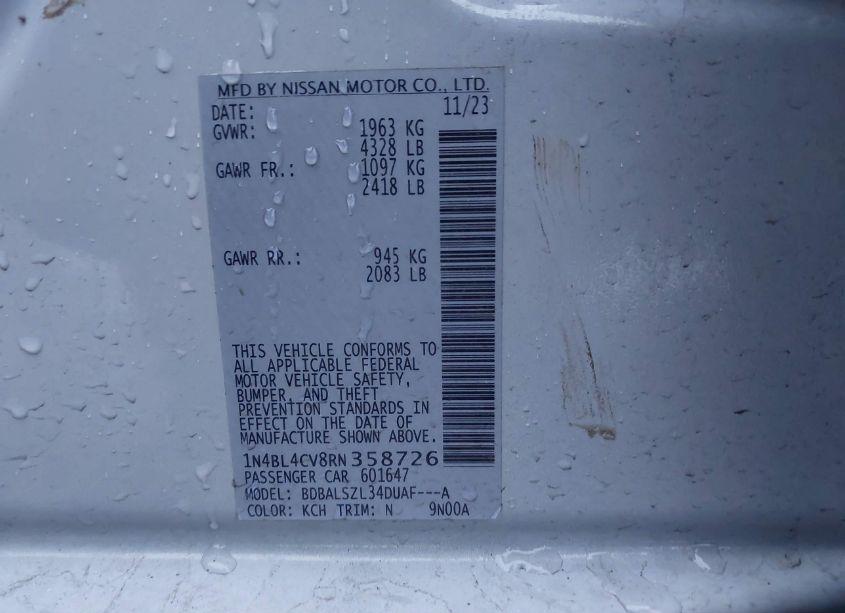 MFD BY NISSAN MOTOR CO., LTD.
DATE: 11/23
GVWR: 1963 KG
4328 LB
GAWR FR.: 1097 KG
2418 LB
GAWR RR.: 945 KG
2083 LB
THIS VEHICLE CONFORMS TO
ALL APPLICABLE FEDERAL
MOTOR VEHICLE SAFETY,
BUMPER, AND THEFT
PREVENTION STANDARDS IN
EFFECT ON THE DATE OF
MANUFACTURE SHOWN ABOVE.
1N4BL4CV8RN358726
PASSENGER CAR 601647
MODEL: BDBALSZL34DUAF---A
COLOR: KCH TRIM: N 9N00A